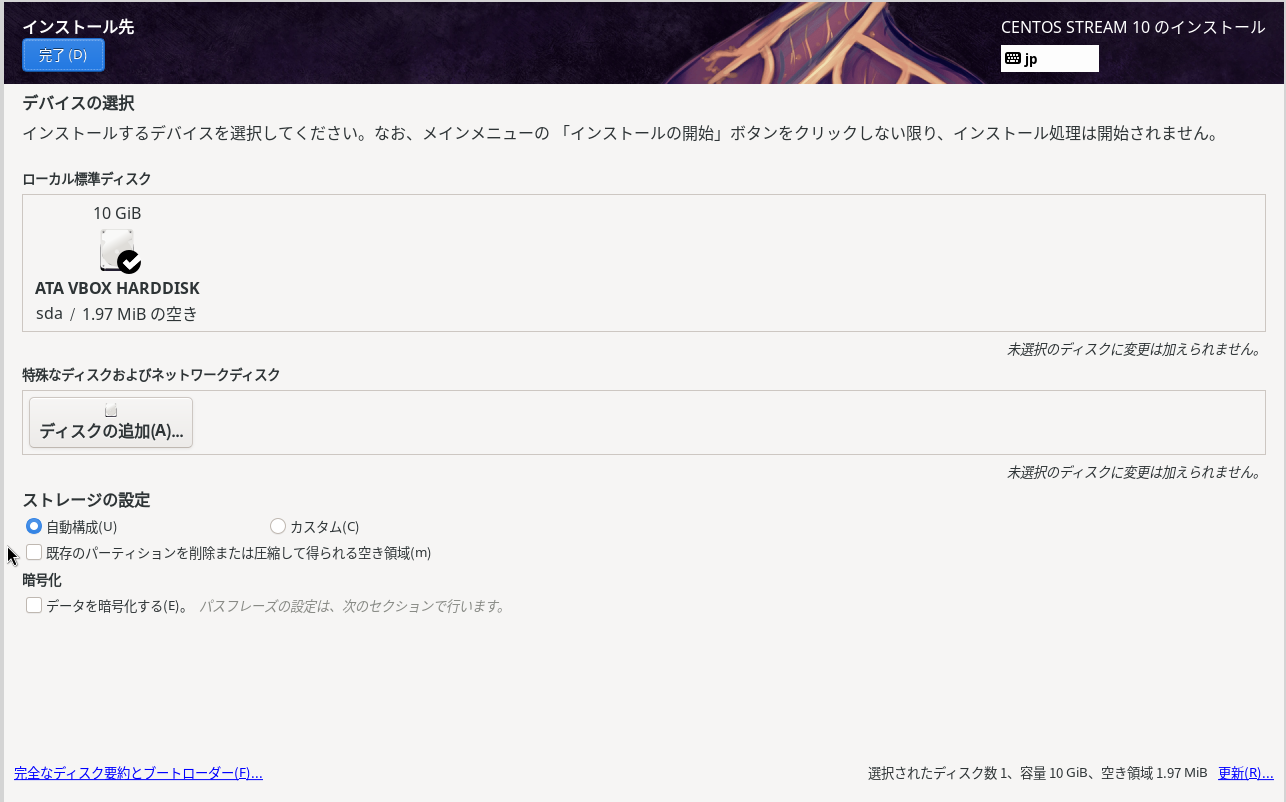 インストール先
CENTOS STREAM 10 のインストール
完了 (D)
jp
デバイスの選択
インストールするデバイスを選択してください。なお、メインメニューの 「インストールの開始」ボタンをクリックしない限り、インストール処理は開始されません。
ローカル標準ディスク
10 GiB
ATA VBOX HARDDISK
sda / 1.97 MiB の空き
未選択のディスクに変更は加えられません。
特殊なディスクおよびネットワークディスク
ディスクの追加(A)...
未選択のディスクに変更は加えられません。
ストレージの設定
自動構成(U) カスタム(C)
既存のパーティションを削除または圧縮して得られる空き領域(m)
暗号化
データを暗号化する(E)。 パスフレーズの設定は、次のセクションで行います。
完全なディスク要約とブートローダー(F)... 選択されたディスク数 1、容量 10 GiB、空き領域 1.97 MiB 更新(R)...